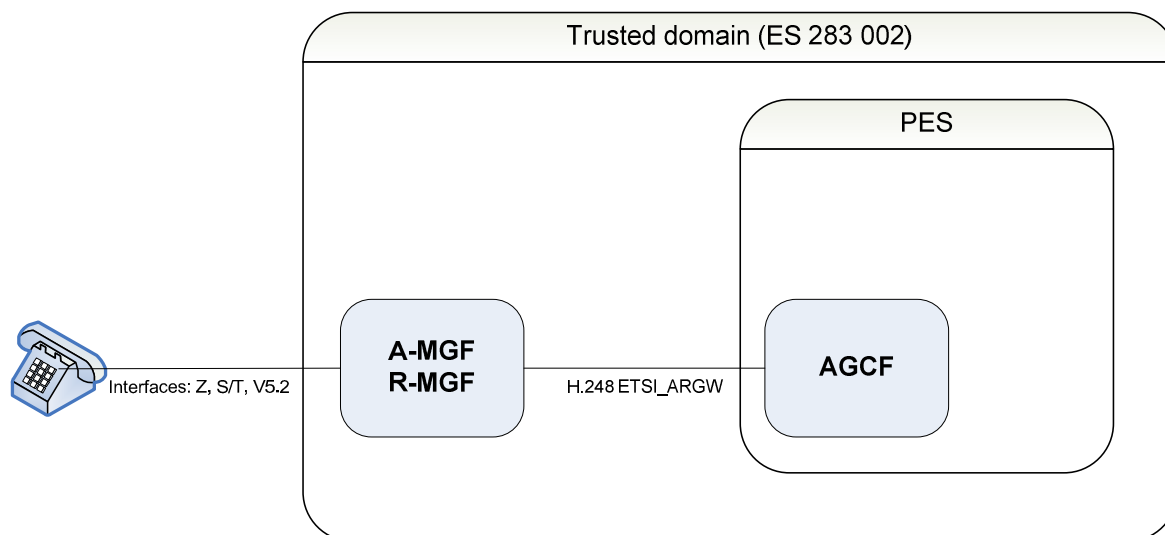 Trusted domain (ES 283 002)
PES
A-MGF
R-MGF
AGCF
Interfaces: Z, S/T, V5.2
H.248 ETSI_ARGW